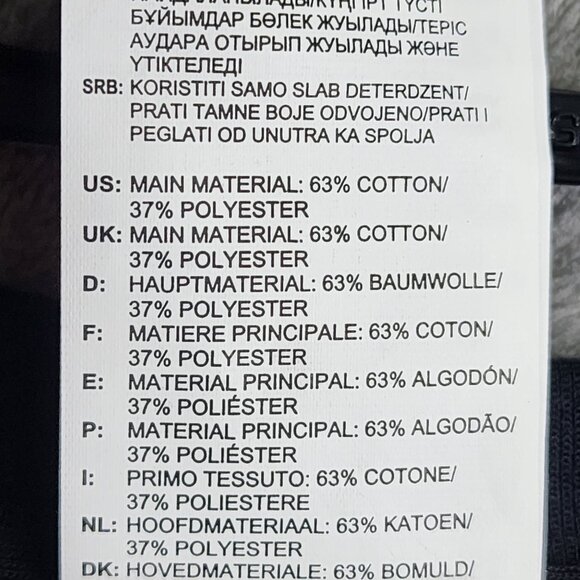 БҰЙЫМДАР БӨЛЕК ЖУЫЛАДЫ/ТЕРІС
АУДАРА ОТЫРЫП ЖУЫЛАДЫ ЖӘНЕ
ҮТІКТЕЛЕДІ
SRB: KORISTITI SAMO SLAB DETERDZENT/
PRATI TAMNE BOJE ODVOJENO/PRATI I
PEGLATI OD UNUTRA KA SPOLJA
US: MAIN MATERIAL: 63% COTTON/
37% POLYESTER
UK: MAIN MATERIAL: 63% COTTON/
37% POLYESTER
D: HAUPTMATERIAL: 63% BAUMWOLLE/
37% POLYESTER
F: MATIERE PRINCIPALE: 63% COTON/
37% POLYESTER
E: MATERIAL PRINCIPAL: 63% ALGODÓN/
37% POLIÉSTER
P: MATERIAL PRINCIPAL: 63% ALGODÃO/
37% POLIÉSTER
I: PRIMO TESSUTO: 63% COTONE/
37% POLIESTERE
NL: HOOFDMATERIAAL: 63% KATOEN/
37% POLYESTER
DK: HOVEDMATERIALE: 63% BOMULD/